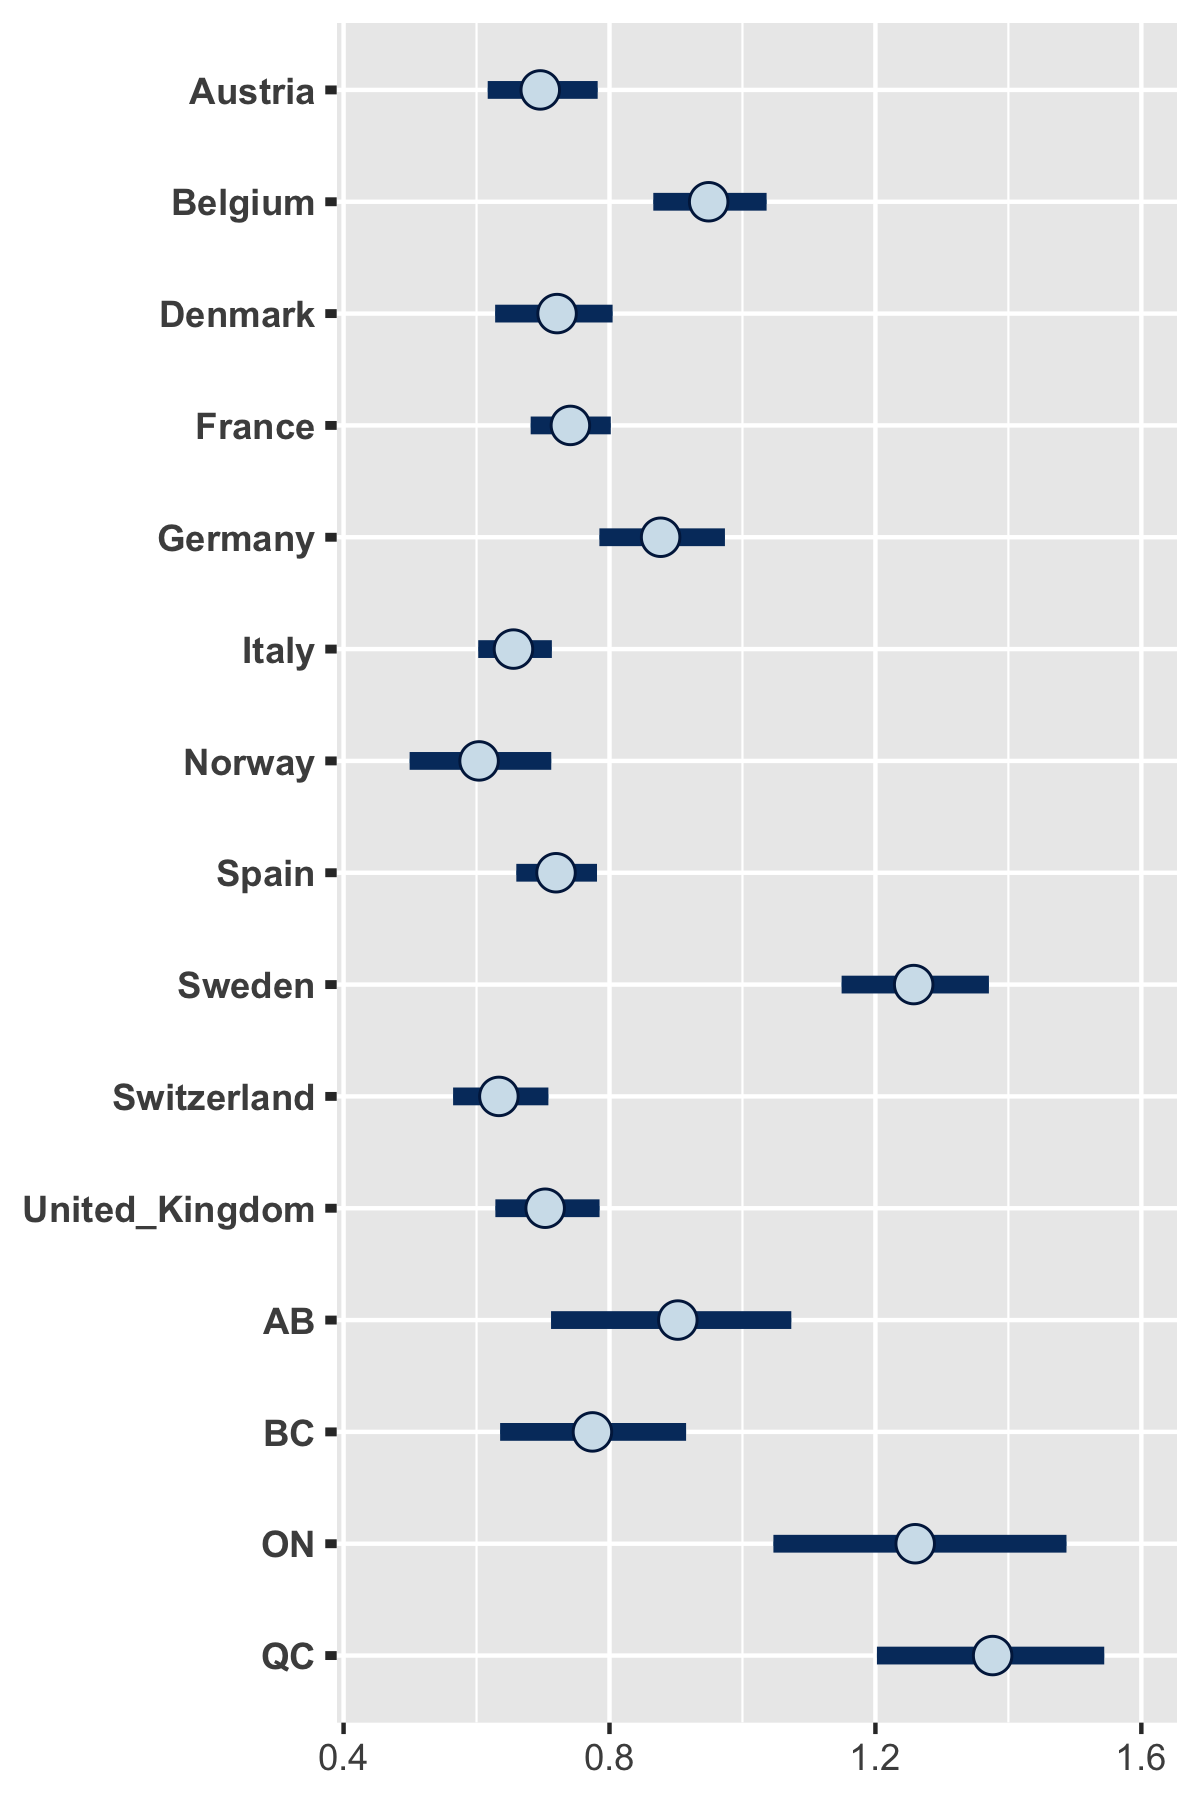 Austria
Belgium
Denmark
France
Germany
Italy
Norway
Spain
Sweden
Switzerland
United_Kingdom
AB
BC
ON
QC
0.4 0.8 1.2 1.6